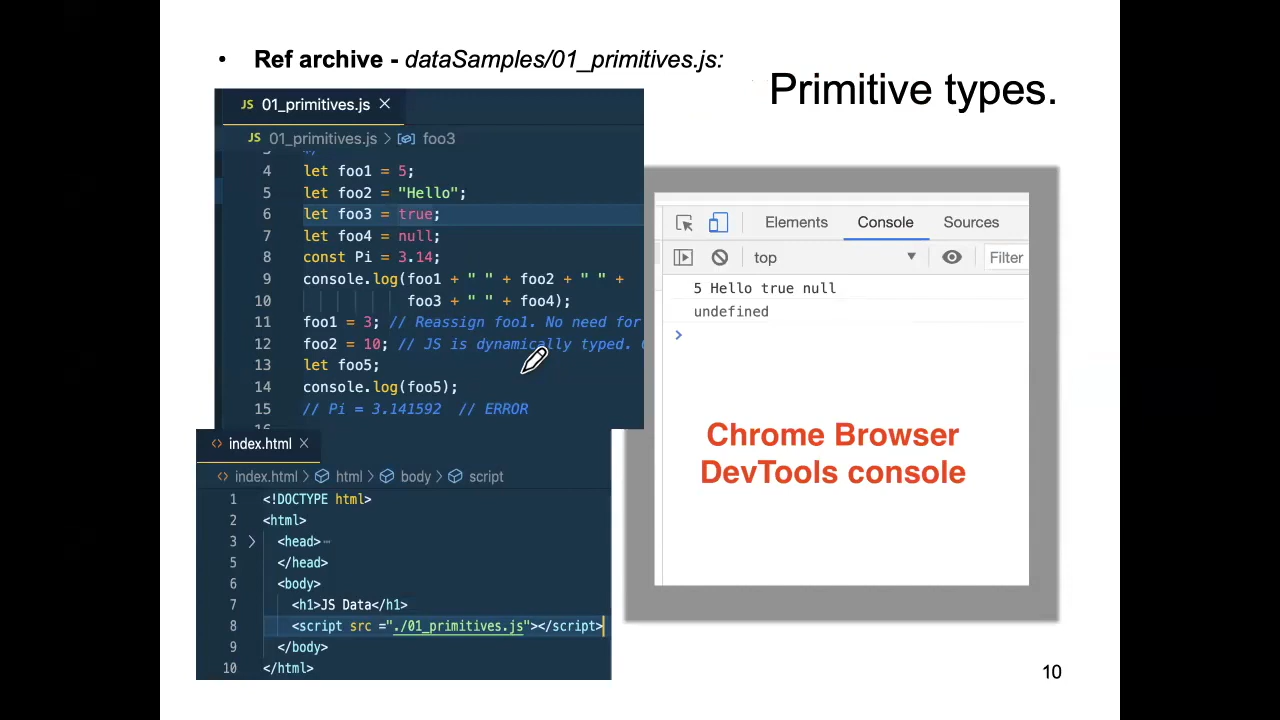 • Ref archive - dataSamples/01_primitives.js:
Primitive types.
JS 01_primitives.js ×
JS 01_primitives.js > foo3
4 let foo1 = 5;
5 let foo2 = "Hello";
6 let foo3 = true;
7 let foo4 = null;
8 const Pi = 3.14;
9 console.log(foo1 + " " + foo2 + " " +
10 foo3 + " " + foo4);
11 foo1 = 3; // Reassign foo1. No need for
12 foo2 = 10; // JS is dynamically typed.
13 let foo5;
14 console.log(foo5);
15 // Pi = 3.141592 // ERROR
index.html ×
index.html > html > body > script
1 <!DOCTYPE html>
2 <html>
3 <head>…
5 </head>
6 <body>
7 <h1>JS Data</h1>
8 <script src ="./01_primitives.js"></script>
9 </body>
10 </html>
Elements Console Sources
top Filter
5 Hello true null
undefined
>
Chrome Browser
DevTools console
10